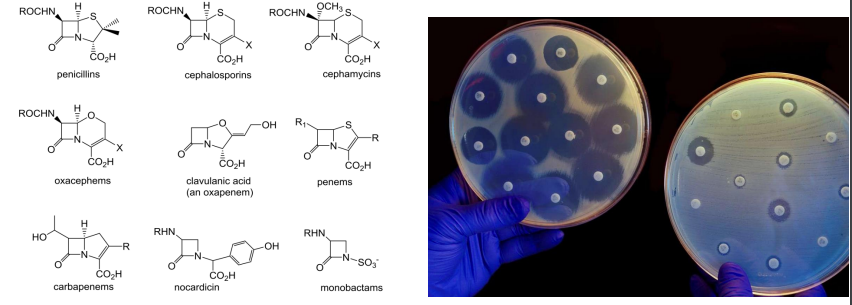 ROCHN H S N O CO₂H
penicillins
ROCHN H S N O X CO₂H
cephalosporins
ROCHN OCH₃ S N O X CO₂H
cephamycins
ROCHN H O N O X CO₂H
oxacephems
O OH N O CO₂H
clavulanic acid
(an oxapenem)
R₁ S R N O CO₂H
penems
HO H R N O CO₂H
carbapenems
RHN N O OH CO₂H
nocardicin
RHN N O SO₃⁻
monobactams